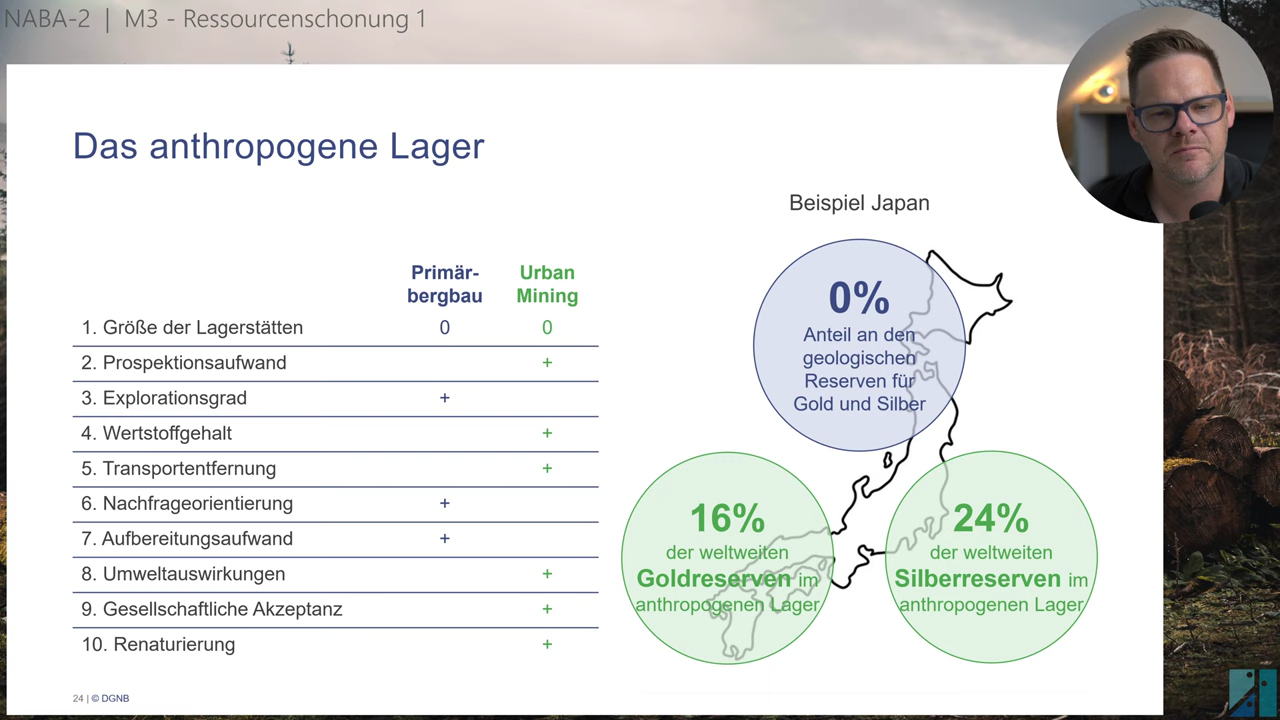 NABA-2 | M3 - Ressourcenschonung 1
Das anthropogene Lager
Beispiel Japan
Primär-
bergbau
Urban
Mining
1. Größe der Lagerstätten 0 0
2. Prospektionsaufwand +
3. Explorationsgrad +
4. Wertstoffgehalt +
5. Transportentfernung +
6. Nachfrageorientierung +
7. Aufbereitungsaufwand +
8. Umweltauswirkungen +
9. Gesellschaftliche Akzeptanz +
10. Renaturierung +
0%
Anteil an den
geologischen
Reserven für
Gold und Silber
16%
der weltweiten
Goldreserven im
anthropogenen Lager
24%
der weltweiten
Silberreserven im
anthropogenen Lager
24 | © DGNB